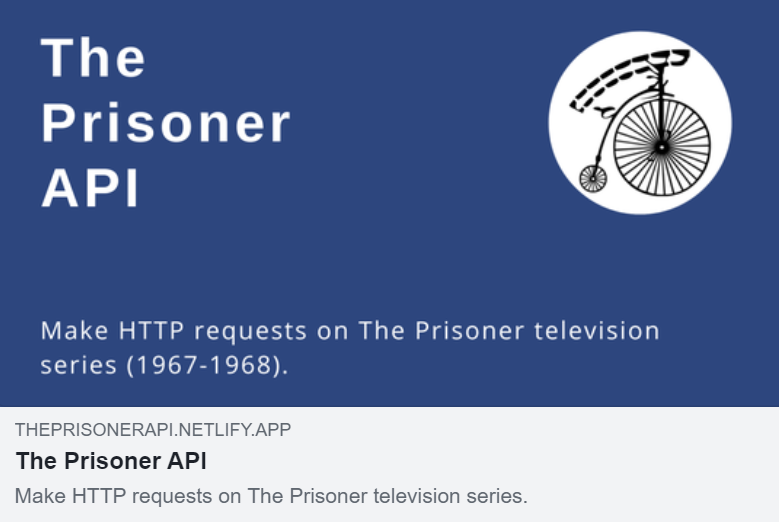 The
Prisoner
API
Make HTTP requests on The Prisoner television
series (1967-1968).
THEPRISONERAPI.NETLIFY.APP
The Prisoner API
Make HTTP requests on The Prisoner television series.